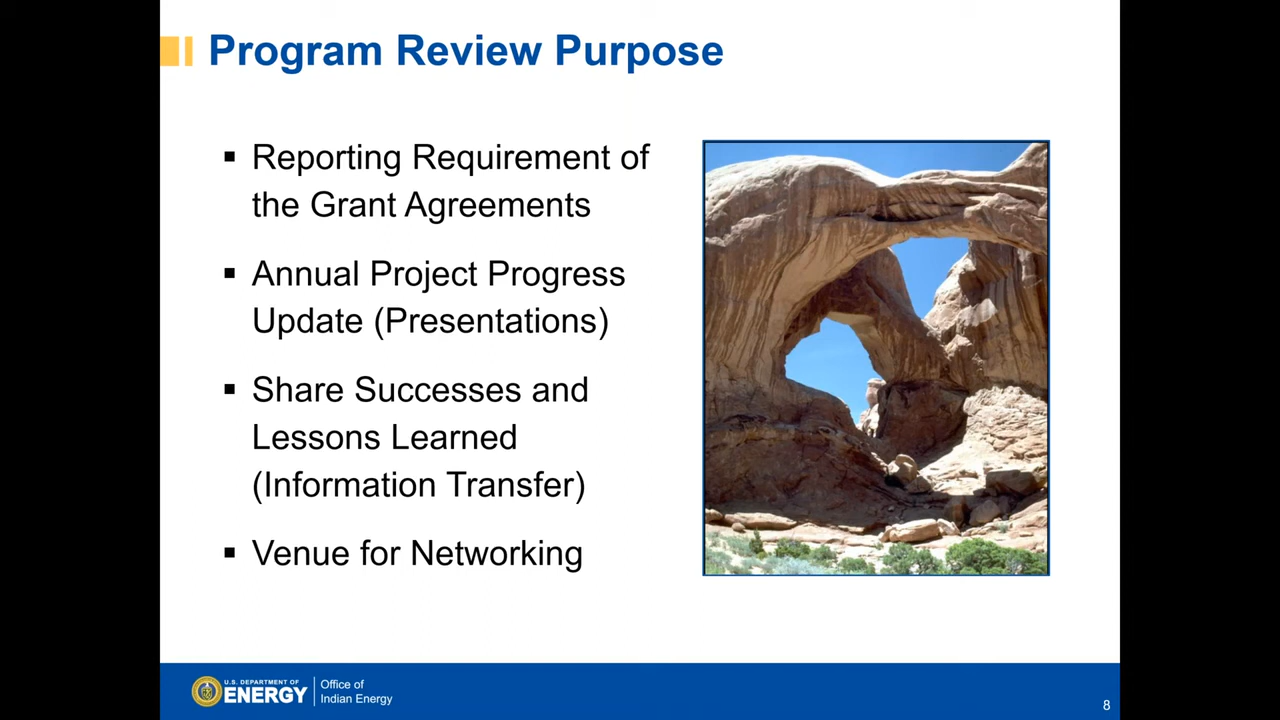 Program Review Purpose
▪ Reporting Requirement of
the Grant Agreements
▪ Annual Project Progress
Update (Presentations)
▪ Share Successes and
Lessons Learned
(Information Transfer)
▪ Venue for Networking
U.S. DEPARTMENT OF
ENERGY
Office of
Indian Energy
8